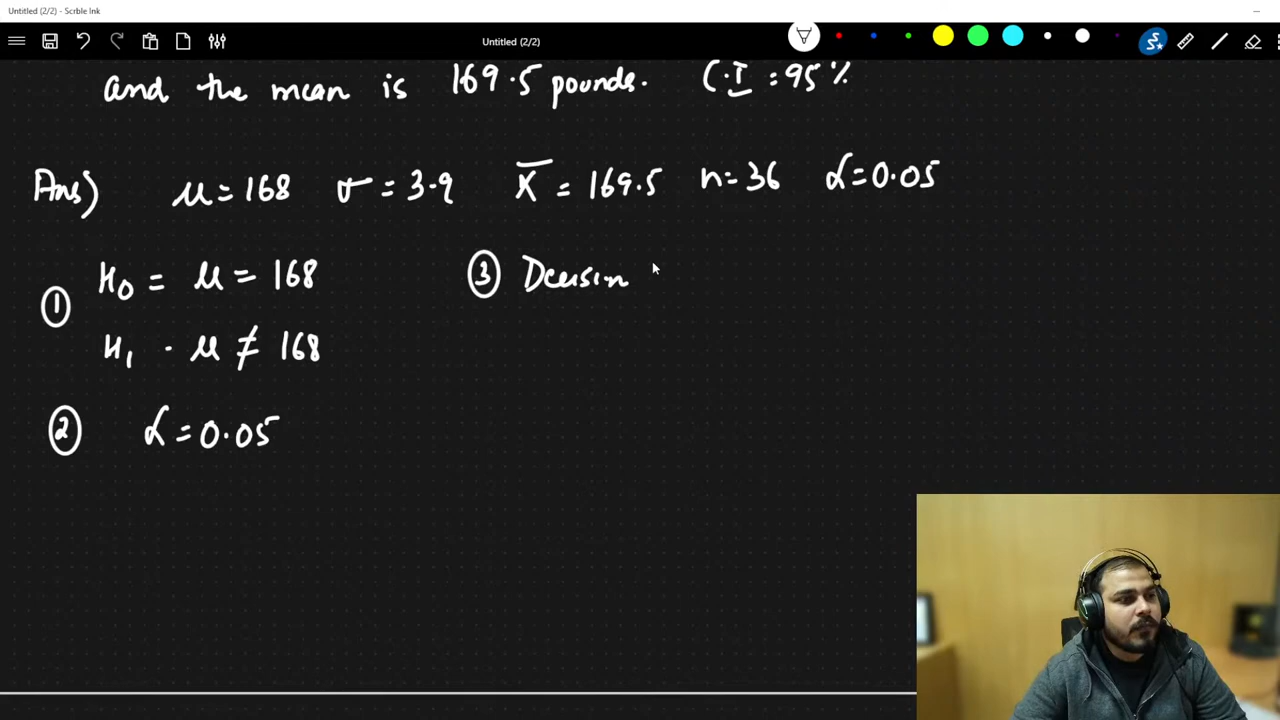 Untitled (2/2) - Scrble Ink
Untitled (2/2)
and the mean is 169.5 pounds. C.I = 95%
Ans) μ = 168 σ = 3.9 X̅ = 169.5 n = 36 α = 0.05
① H₀ = μ = 168
H₁ - μ ≠ 168
② α = 0.05
③ Decision